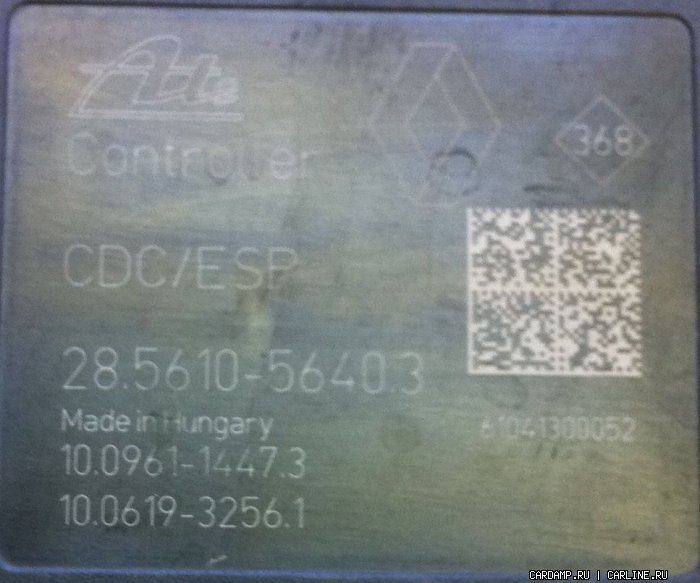 Ate
368
Controller
CDC/ESP
28.5610-5640.3
Made in Hungary
61041300052
10.0961-1447.3
10.0619-3256.1
CARDAMP.RU | CARLINE.RU